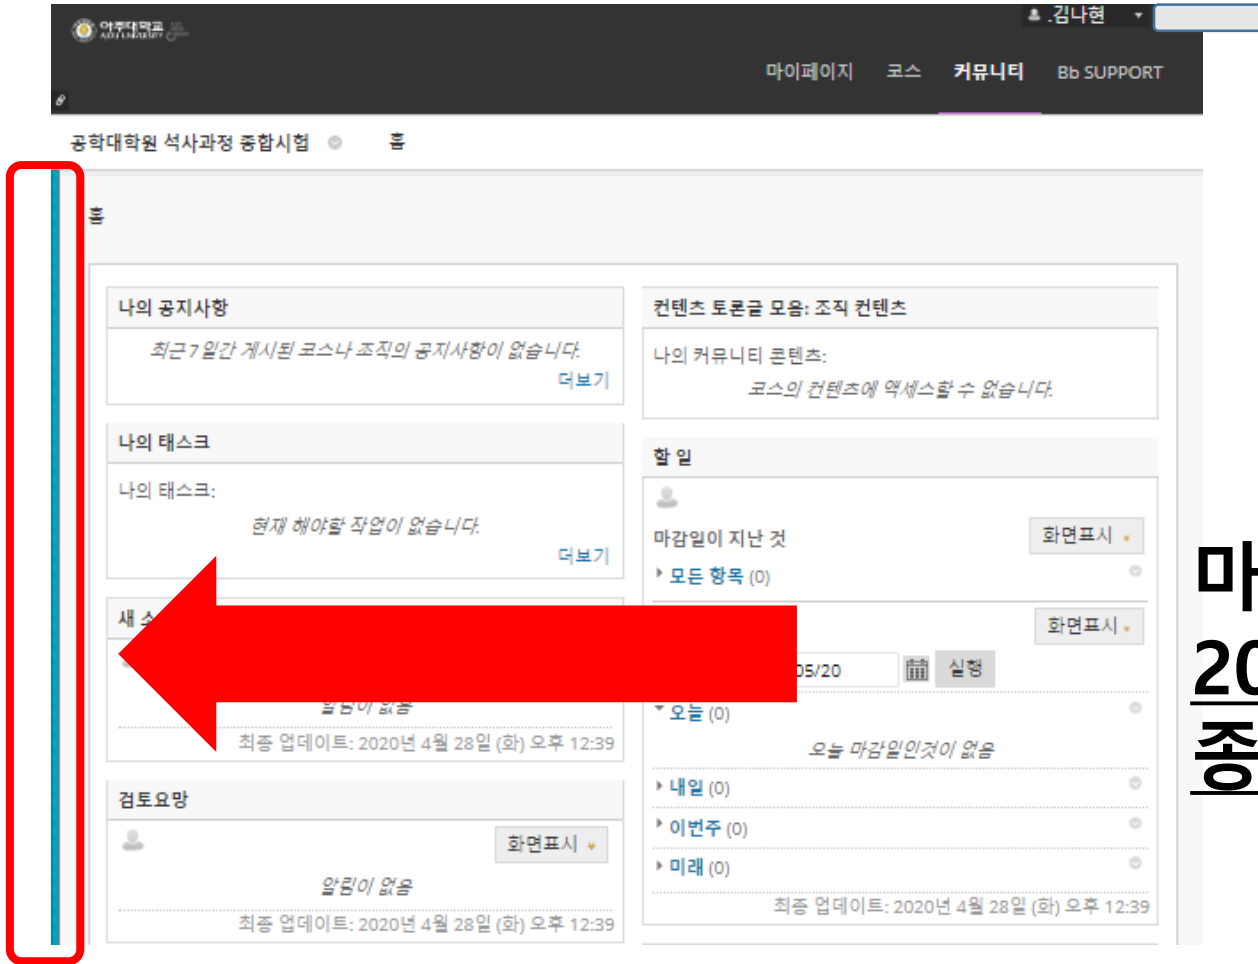 아주대학교
AJOU UNIVERSITY
.김나현
마이페이지 코스 커뮤니티 Bb SUPPORT
공학대학원 석사과정 종합시험 홈
홈
나의 공지사항
최근 7일간 게시된 코스나 조직의 공지사항이 없습니다.
더보기
나의 태스크
나의 태스크:
현재 해야할 작업이 없습니다.
더보기
새
알림이 없음
최종 업데이트: 2020년 4월 28일 (화) 오후 12:39
검토요망
화면표시
알림이 없음
최종 업데이트: 2020년 4월 28일 (화) 오후 12:39
컨텐츠 토론글 모음: 조직 컨텐츠
나의 커뮤니티 콘텐츠:
코스의 컨텐츠에 액세스할 수 없습니다.
할 일
마감일이 지난 것 화면표시
모든 항목 (0)
화면표시
05/20 실행
오늘 (0)
오늘 마감일인것이 없음
내일 (0)
이번주 (0)
미래 (0)
최종 업데이트: 2020년 4월 28일 (화) 오후 12:39
마
20
종